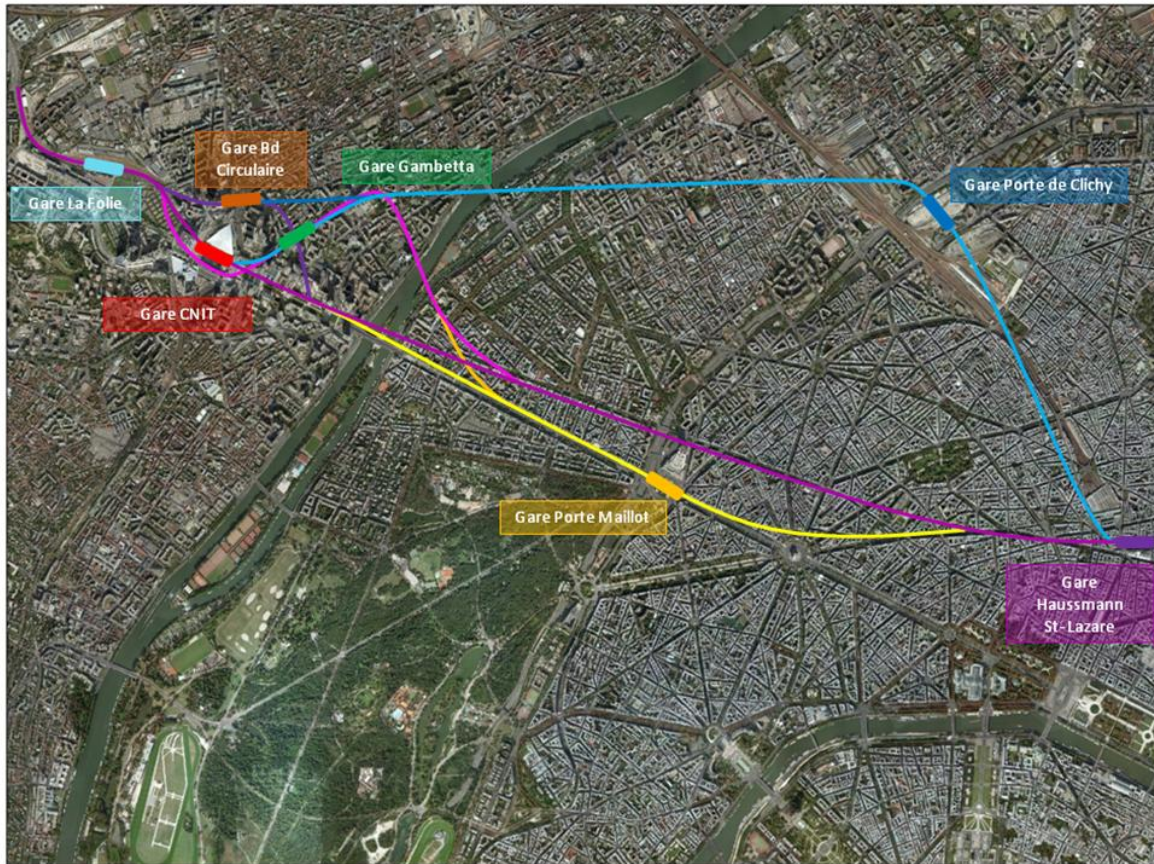 Gare Bd
Circulaire
Gare Gambetta
Gare La Folie
Gare Porte de Clichy
Gare CNIT
Gare Porte Maillot
Gare
Haussmann
St-Lazare